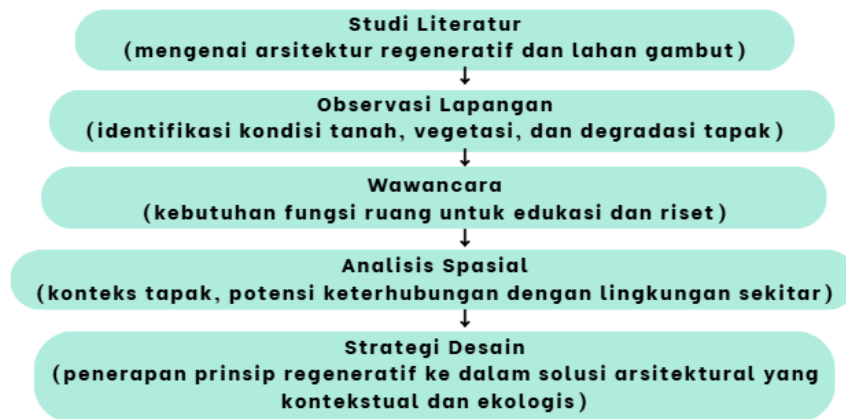 Studi Literatur
(mengenai arsitektur regeneratif dan lahan gambut)
↓
Observasi Lapangan
(identifikasi kondisi tanah, vegetasi, dan degradasi tapak)
↓
Wawancara
(kebutuhan fungsi ruang untuk edukasi dan riset)
↓
Analisis Spasial
(konteks tapak, potensi keterhubungan dengan lingkungan sekitar)
↓
Strategi Desain
(penerapan prinsip regeneratif ke dalam solusi arsitektural yang
kontekstual dan ekologis)